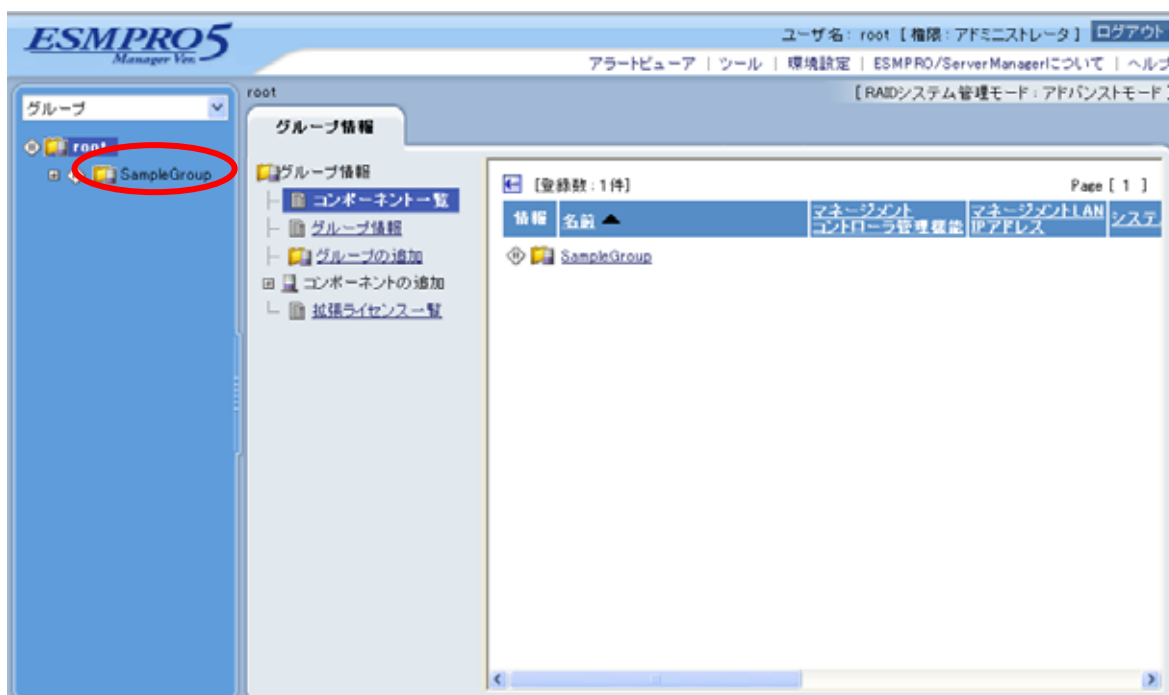 ESMPRO5
Manager Ver.
ユーザ名： root 【権限：アドミニストレータ】 ログアウト
アラートビューア | ツール | 環境設定 | ESMPRO/ServerManagerについて | ヘルプ
グループ
root
SampleGroup
root
[RAIDシステム管理モード：アドバンストモード]
グループ情報
グループ情報
コンポーネント一覧
グループ情報
グループの追加
コンポーネントの追加
拡張ライセンス一覧
[登録数：1件]
Page [ 1 ]
情報 名前 マネージメントコントローラ管理機能 マネージメントLAN IPアドレス システ
SampleGroup